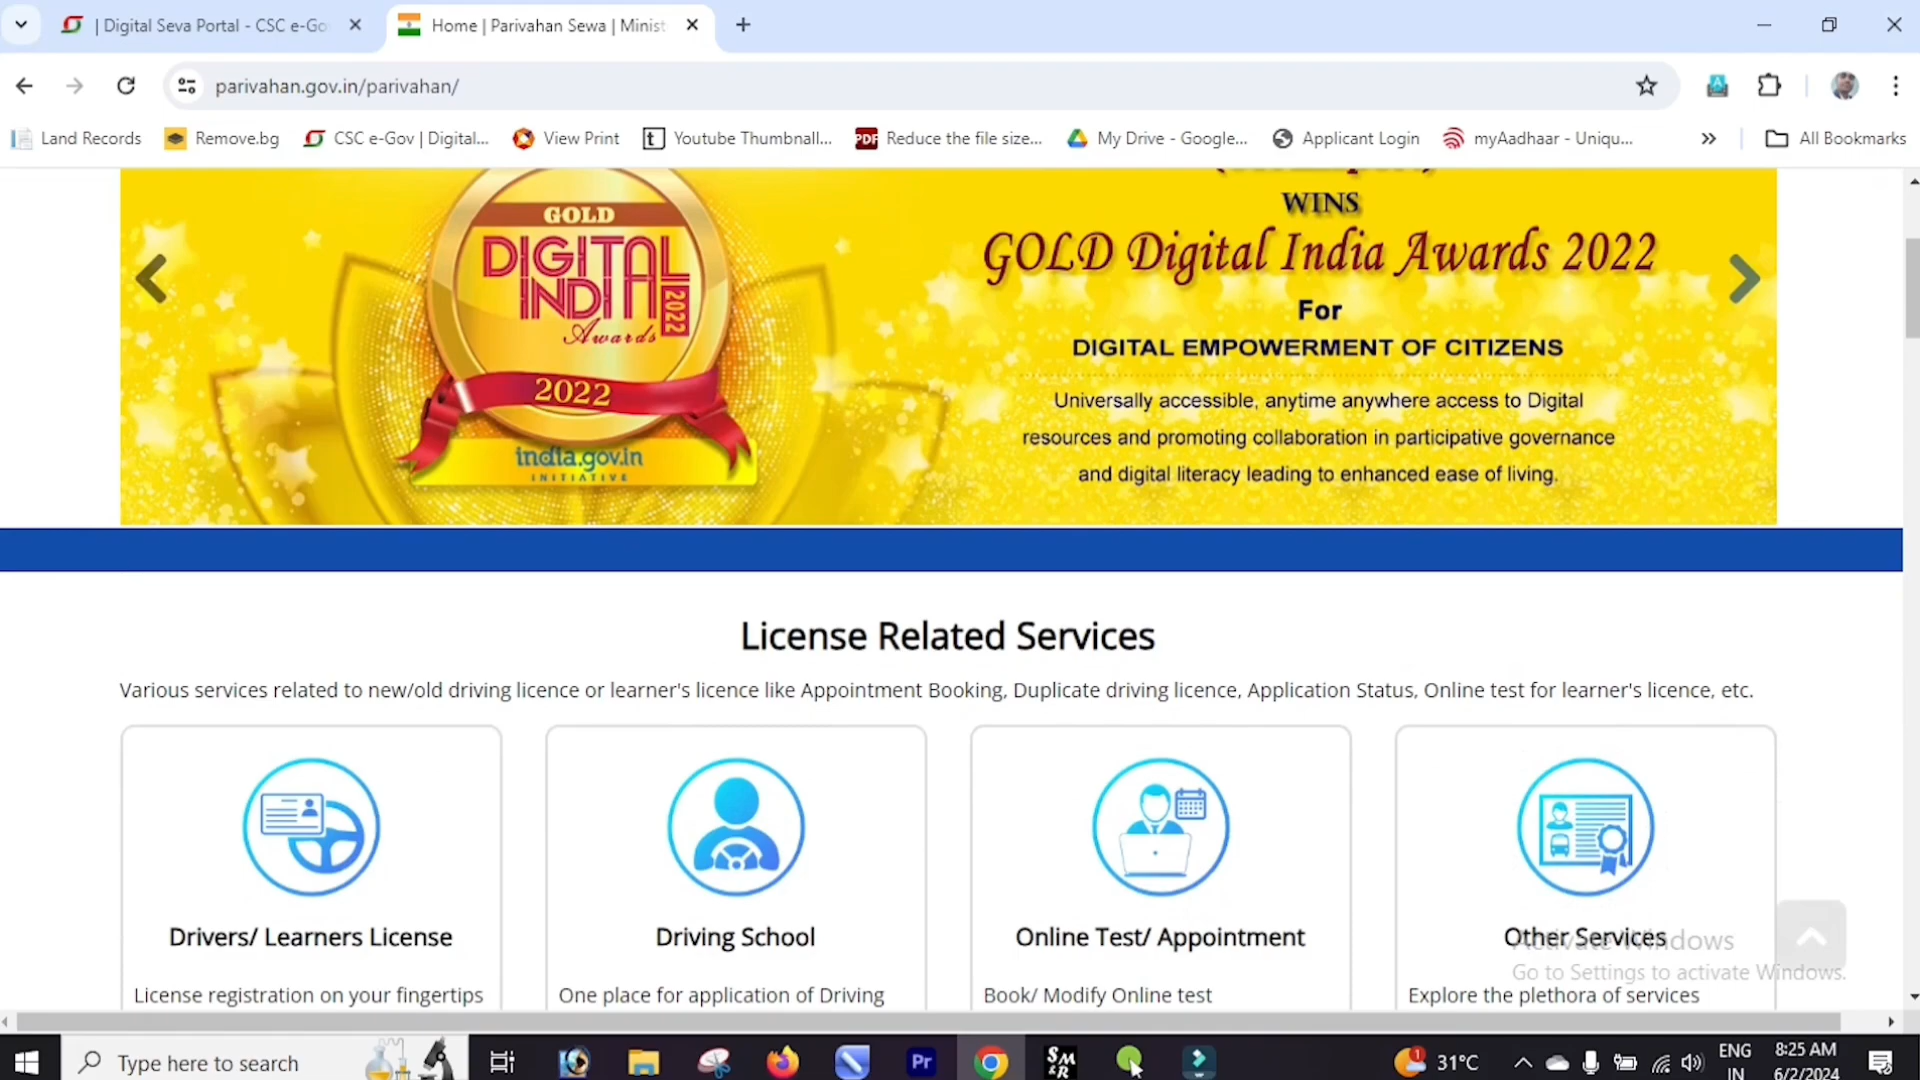 | Digital Seva Portal - CSC e-Go
Home | Parivahan Sewa | Minist
parivahan.gov.in/parivahan/
Land Records
Remove.bg
CSC e-Gov | Digital...
View Print
Youtube Thumbnall...
PDF
Reduce the file size...
My Drive - Google...
Applicant Login
myAadhaar - Uniqu...
All Bookmarks
GOLD
DIGITAL
INDIA
2022
Awards
2022
india.gov.in
INITIATIVE
WINS
GOLD Digital India Awards 2022
For
DIGITAL EMPOWERMENT OF CITIZENS
Universally accessible, anytime anywhere access to Digital
resources and promoting collaboration in participative governance
and digital literacy leading to enhanced ease of living.
License Related Services
Various services related to new/old driving licence or learner's licence like Appointment Booking, Duplicate driving licence, Application Status, Online test for learner's licence, etc.
Drivers/ Learners License
Driving School
Online Test/ Appointment
Other Services
License registration on your fingertips
One place for application of Driving
Book/ Modify Online test
Explore the plethora of services
Activate Windows
Go to Settings to activate Windows.
Type here to search
Pr
SM
&R
1
31°C
ENG
IN
8:25 AM
6/2/2024